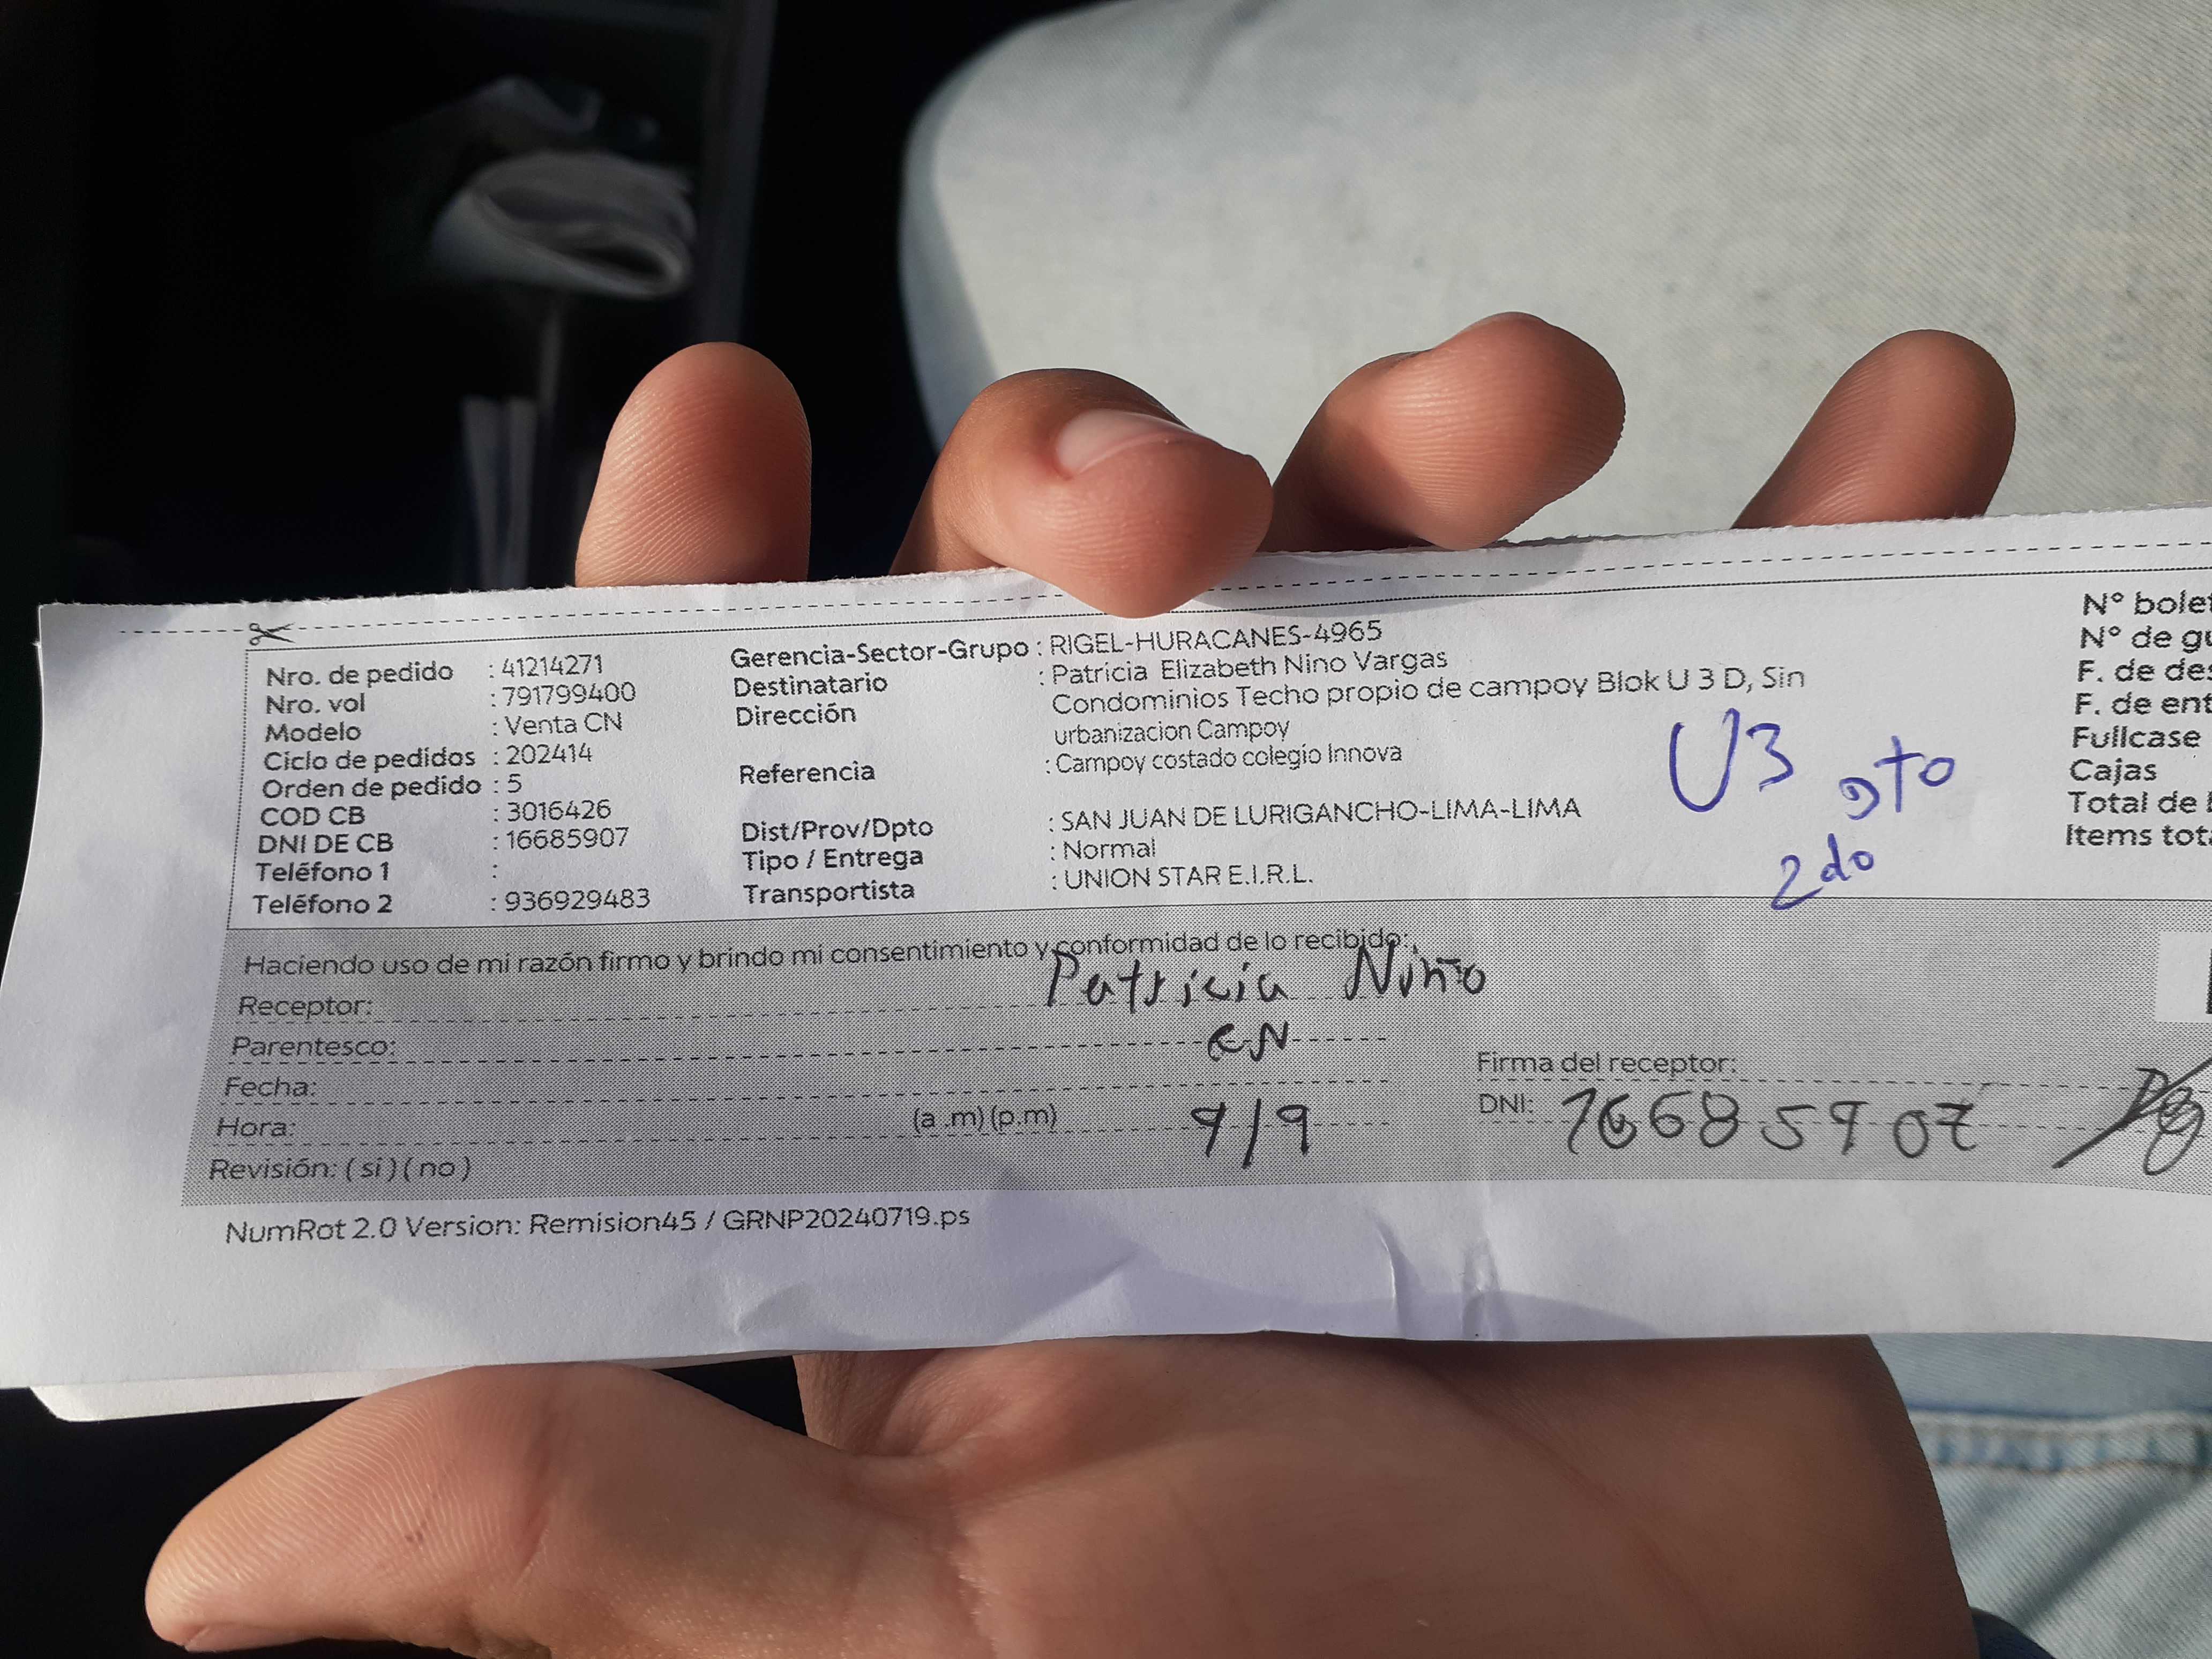 Nro. de pedido : 41214271
Nro. vol : 791799400
Modelo : Venta CN
Ciclo de pedidos : 202414
Orden de pedido : 5
COD CB : 3016426
DNI DE CB : 16685907
Teléfono 1 :
Teléfono 2 : 936929483
Gerencia-Sector-Grupo : RIGEL-HURACANES-4965
Destinatario : Patricia Elizabeth Nino Vargas
Dirección Condominios Techo propio de campoy Blok U 3 D, Sin
urbanizacion Campoy
Referencia : Campoy costado colegio Innova
Dist/Prov/Dpto : SAN JUAN DE LURIGANCHO-LIMA-LIMA
Tipo / Entrega : Normal
Transportista : UNION STAR E.I.R.L.
U3 Dto
2do
N° bolet
N° de gu
F. de des
F. de ent
Fullcase
Cajas
Total de
Items tota
Haciendo uso de mi razón firmo y brindo mi consentimiento y conformidad de lo recibido:
Receptor: Patricia Nino
Parentesco: CN
Fecha:
Hora: (a .m) (p.m) 9/9
Revisión: ( si ) ( no )
Firma del receptor:
DNI: 16685907
NumRot 2.0 Version: Remision45 / GRNP20240719.ps